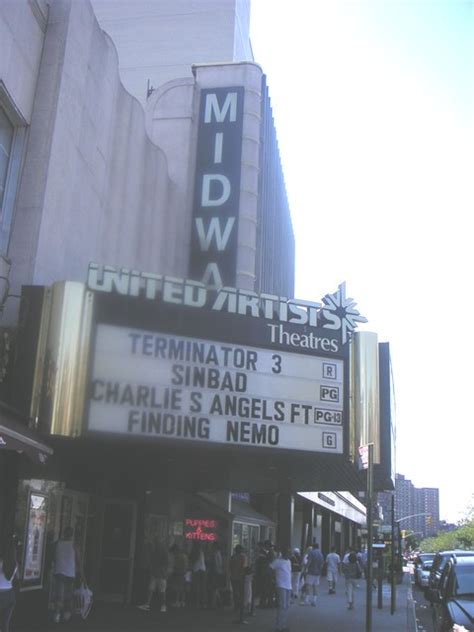 MIDWA
UNITED ARTISTS
Theatres
TERMINATOR 3 R
SINBAD PG
CHARLIE S ANGELS FT PG-13
FINDING NEMO G
PUPPIES
&
KITTENS